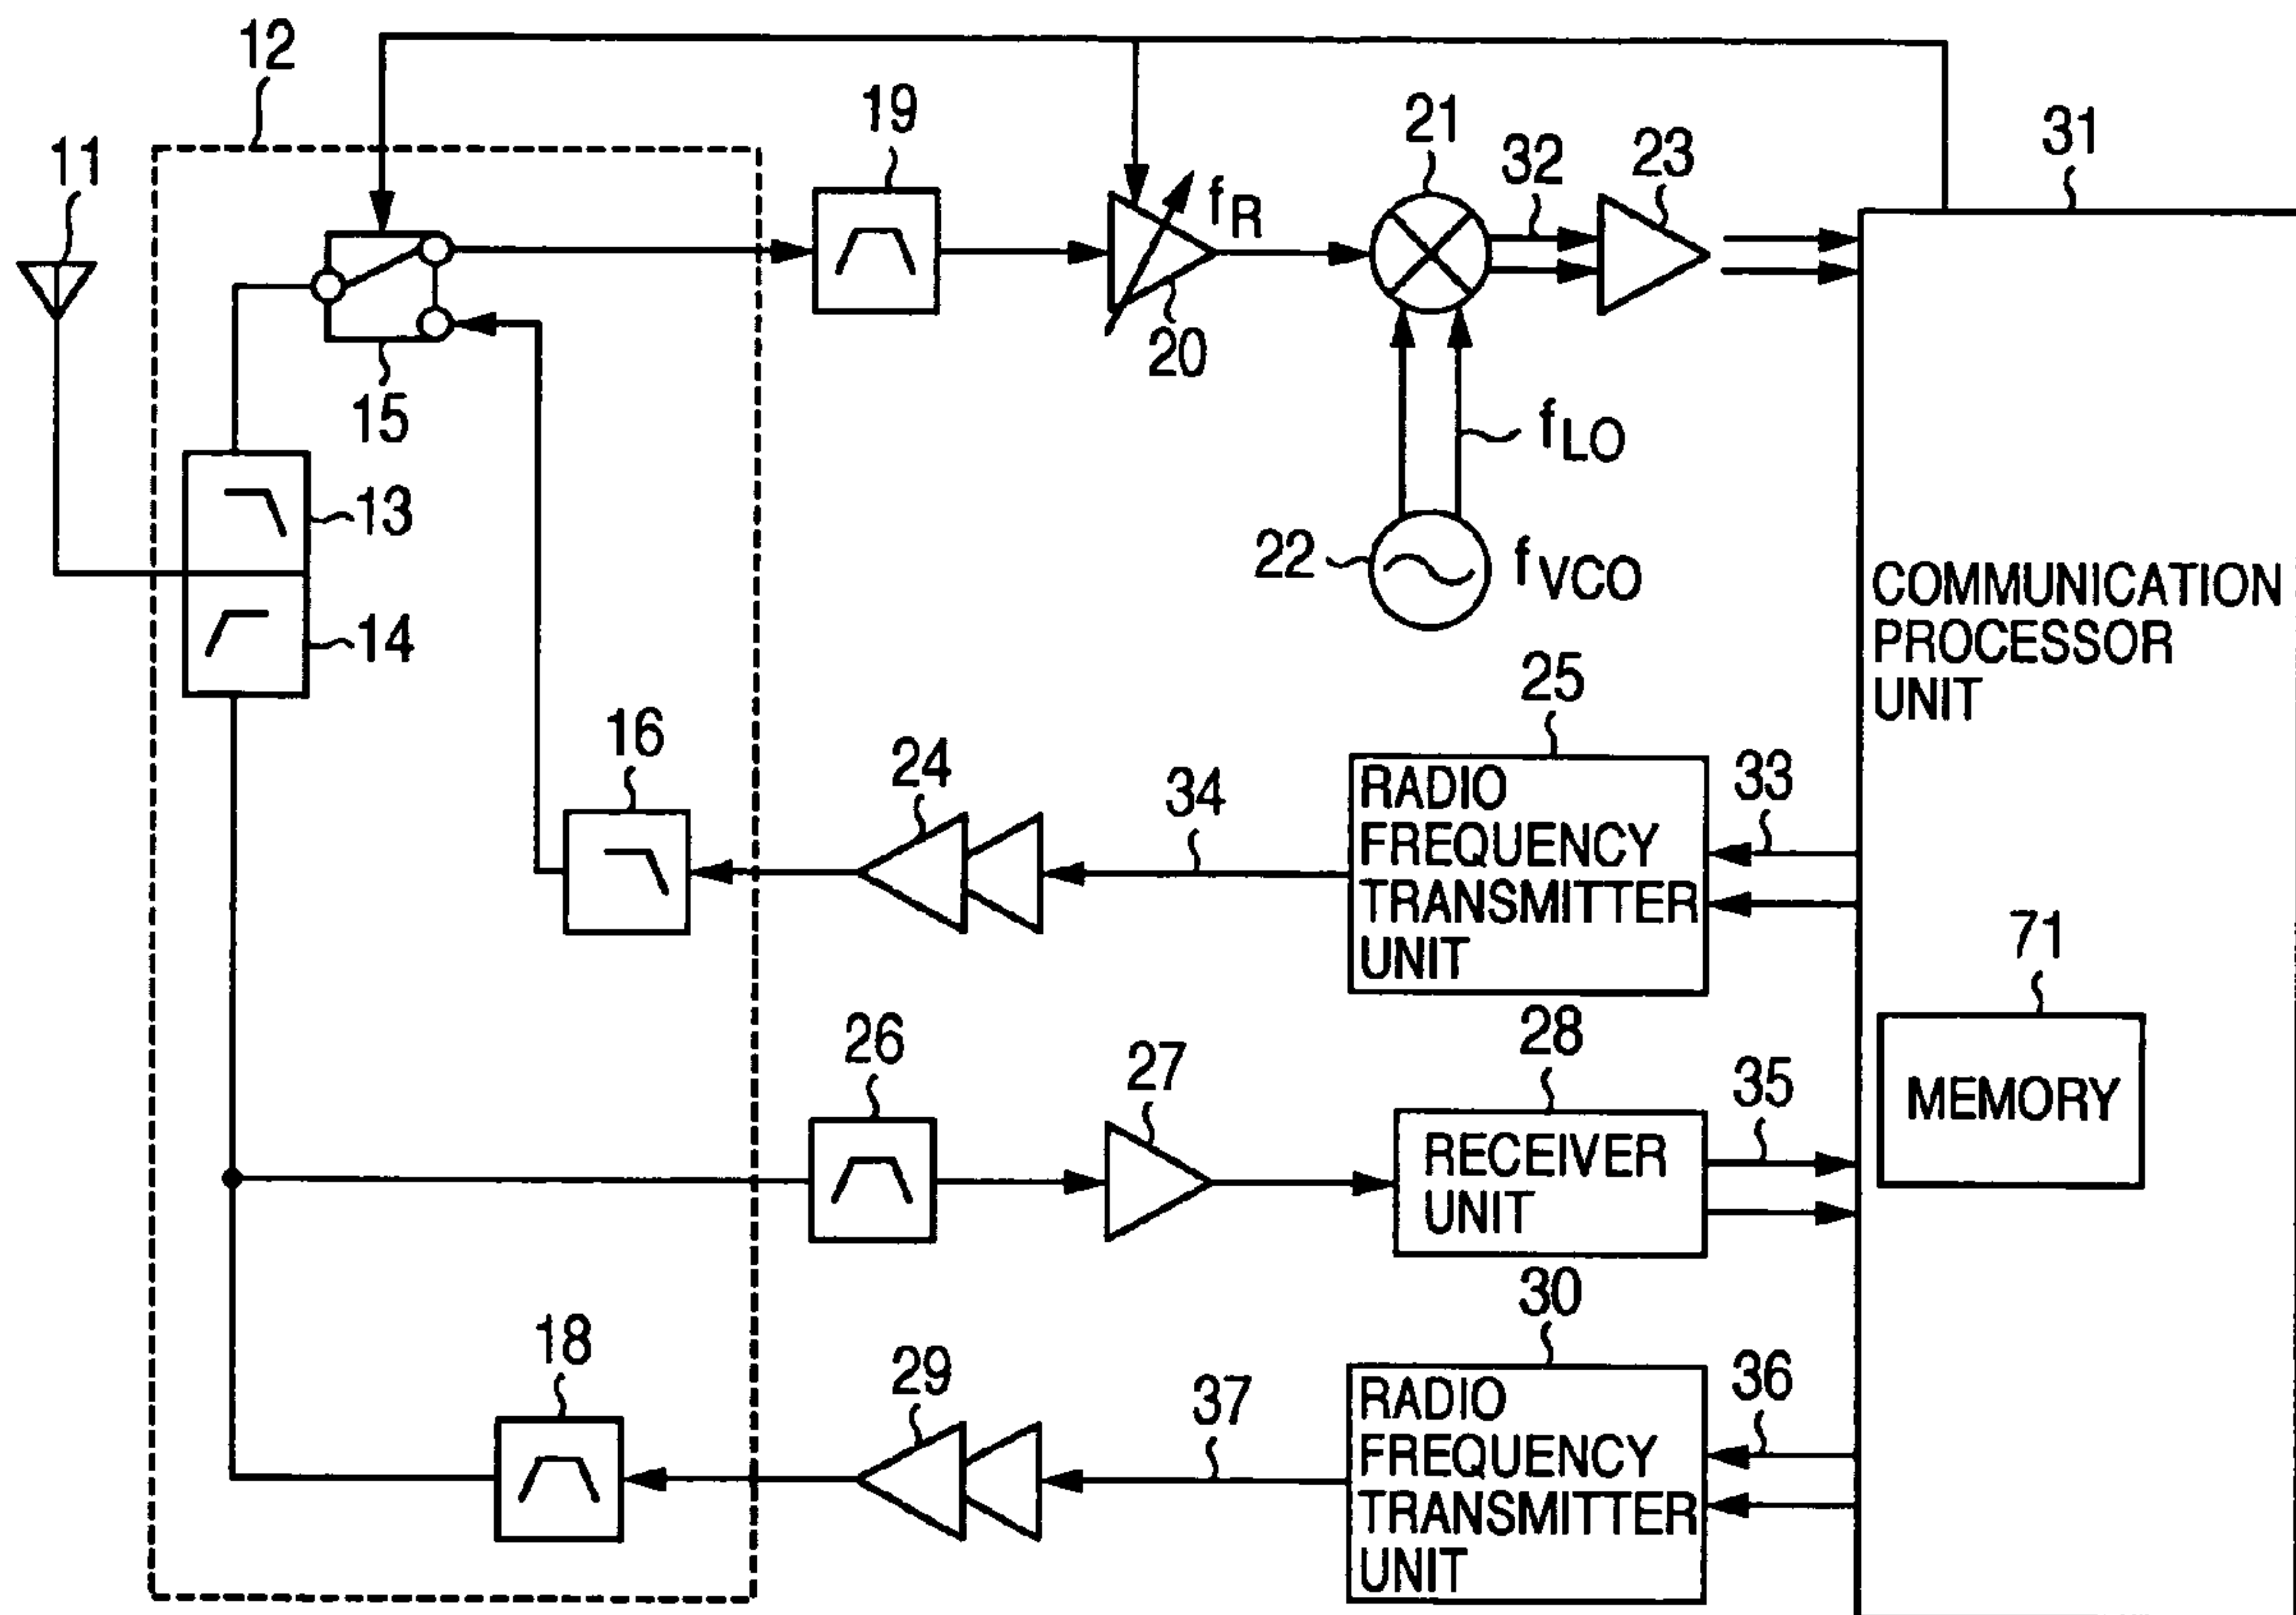 12
11
19
21
32
23
31
fR
20
15
fLO
13
22
fVCO
14
COMMUNICATION
PROCESSOR
UNIT
25
16
24
34
RADIO
FREQUENCY
TRANSMITTER
UNIT
33
71
MEMORY
26
27
28
RECEIVER
UNIT
35
30
18
29
37
RADIO
FREQUENCY
TRANSMITTER
UNIT
36